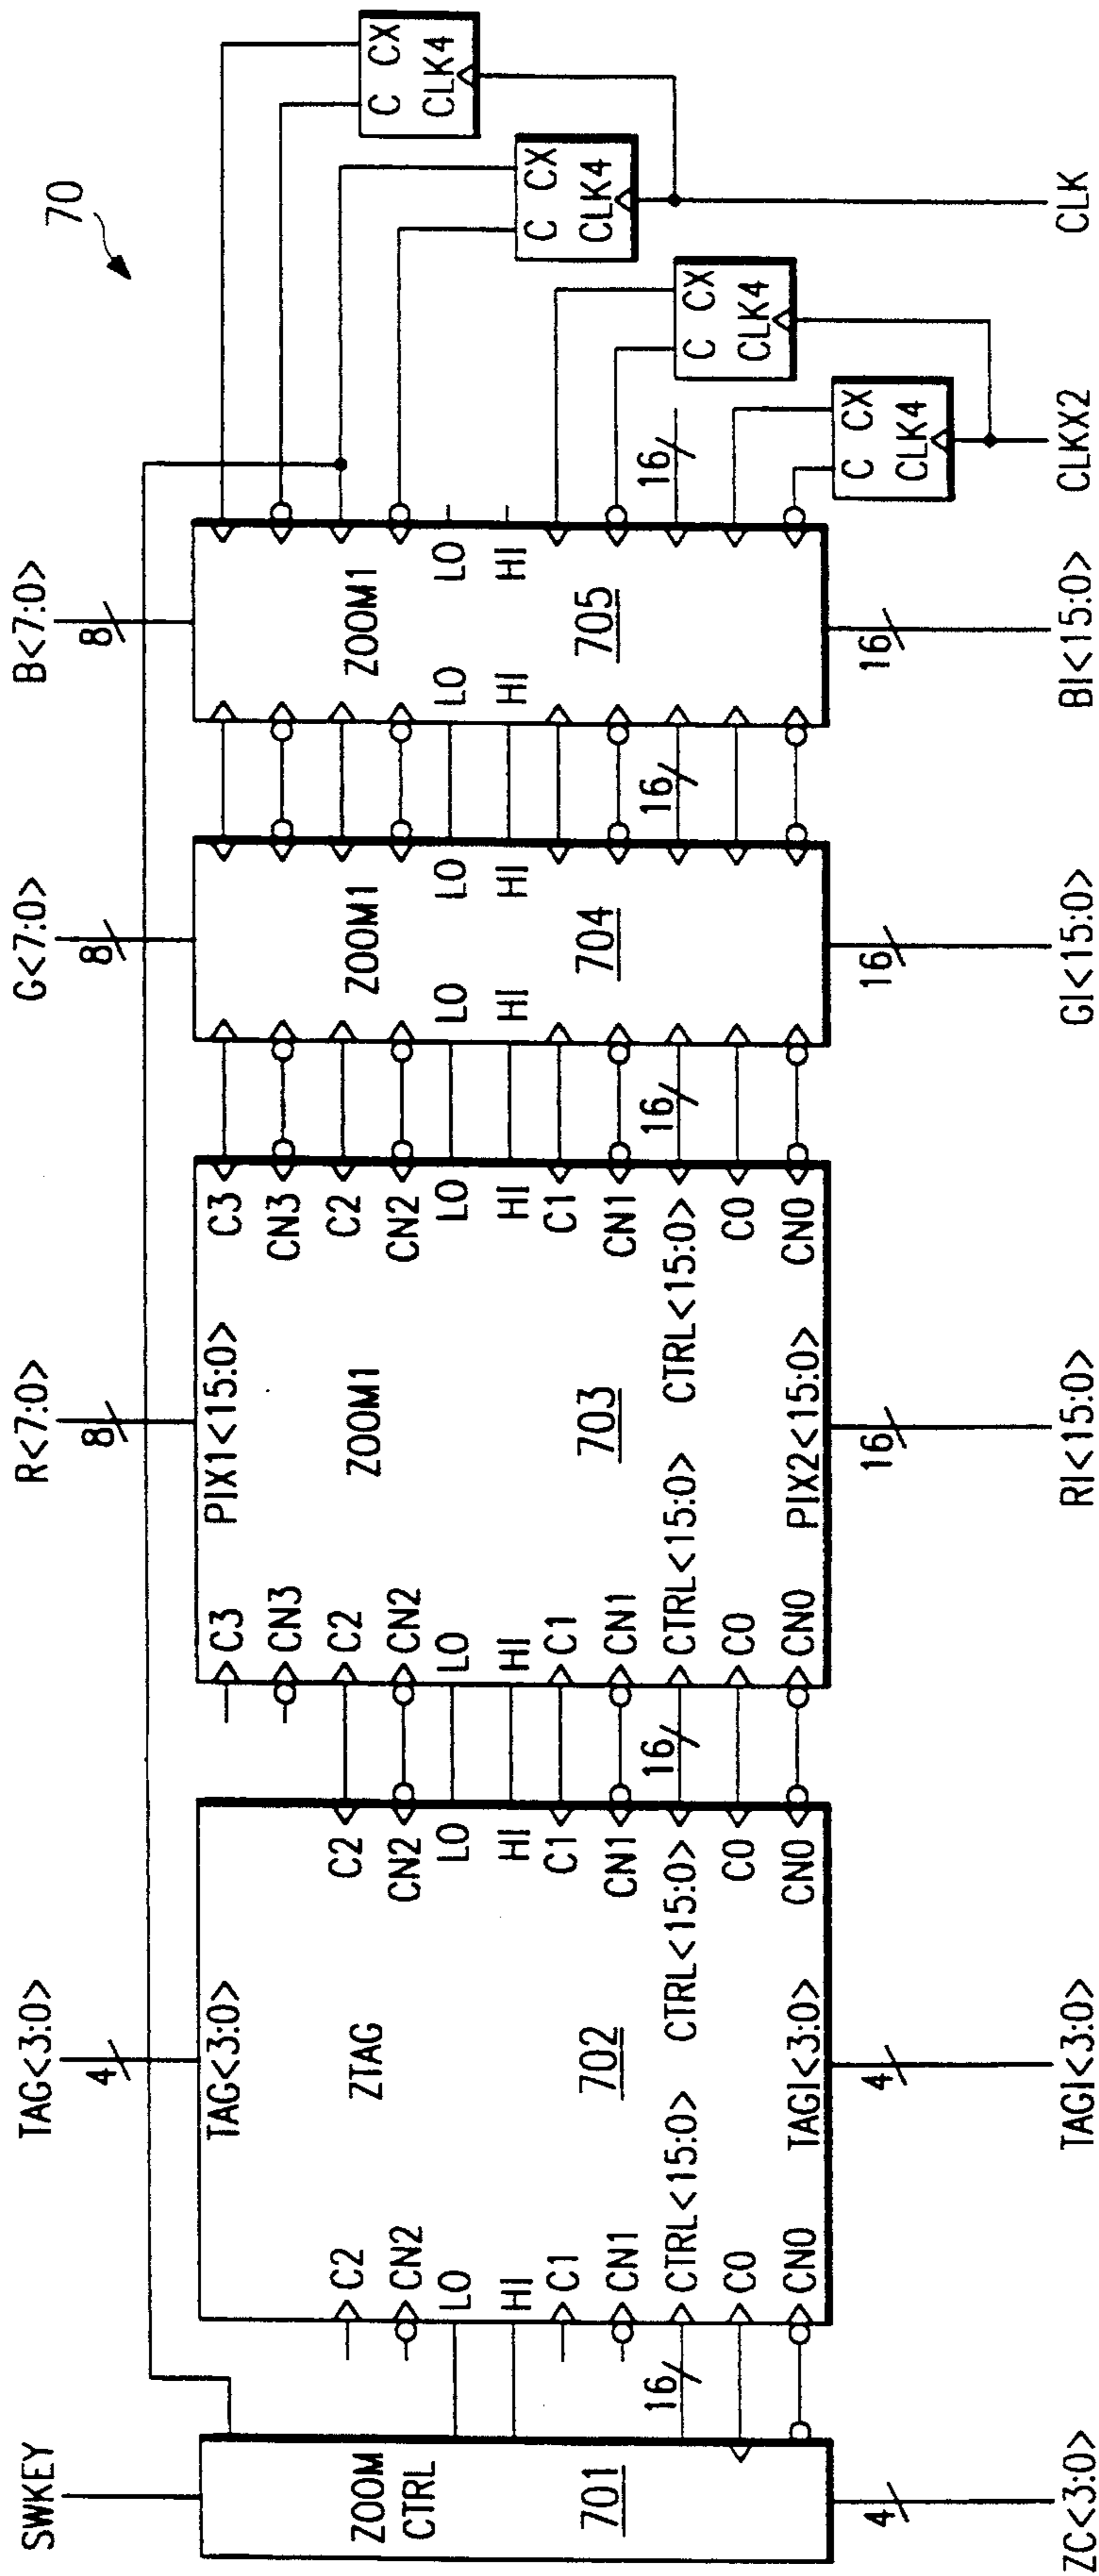 70
SWKEY
TAG<3:0>
R<7:0>
G<7:0>
B<7:0>
4
8
8
8
ZOOM
CTRL
701
16
4
ZC<3:0>
TAG<3:0>
C2
CN2
LO
HI
C1
CN1
CTRL<15:0>
C0
CN0
ZTAG
702
C2
CN2
LO
HI
C1
CN1
CTRL<15:0>
C0
CN0
TAGI<3:0>
4
TAGI<3:0>
16
PIX1<15:0>
C3
CN3
C2
CN2
LO
HI
C1
CN1
CTRL<15:0>
C0
CN0
ZOOM1
703
C3
CN3
C2
CN2
LO
HI
C1
CN1
CTRL<15:0>
C0
CN0
PIX2<15:0>
16
RI<15:0>
16
ZOOM1
LO
HI
LO
HI
704
16
GI<15:0>
16
ZOOM1
LO
HI
LO
HI
705
16
BI<15:0>
16
C CX
CLK4
C CX
CLK4
C CX
CLK4
C CX
CLK4
CLKX2
CLK